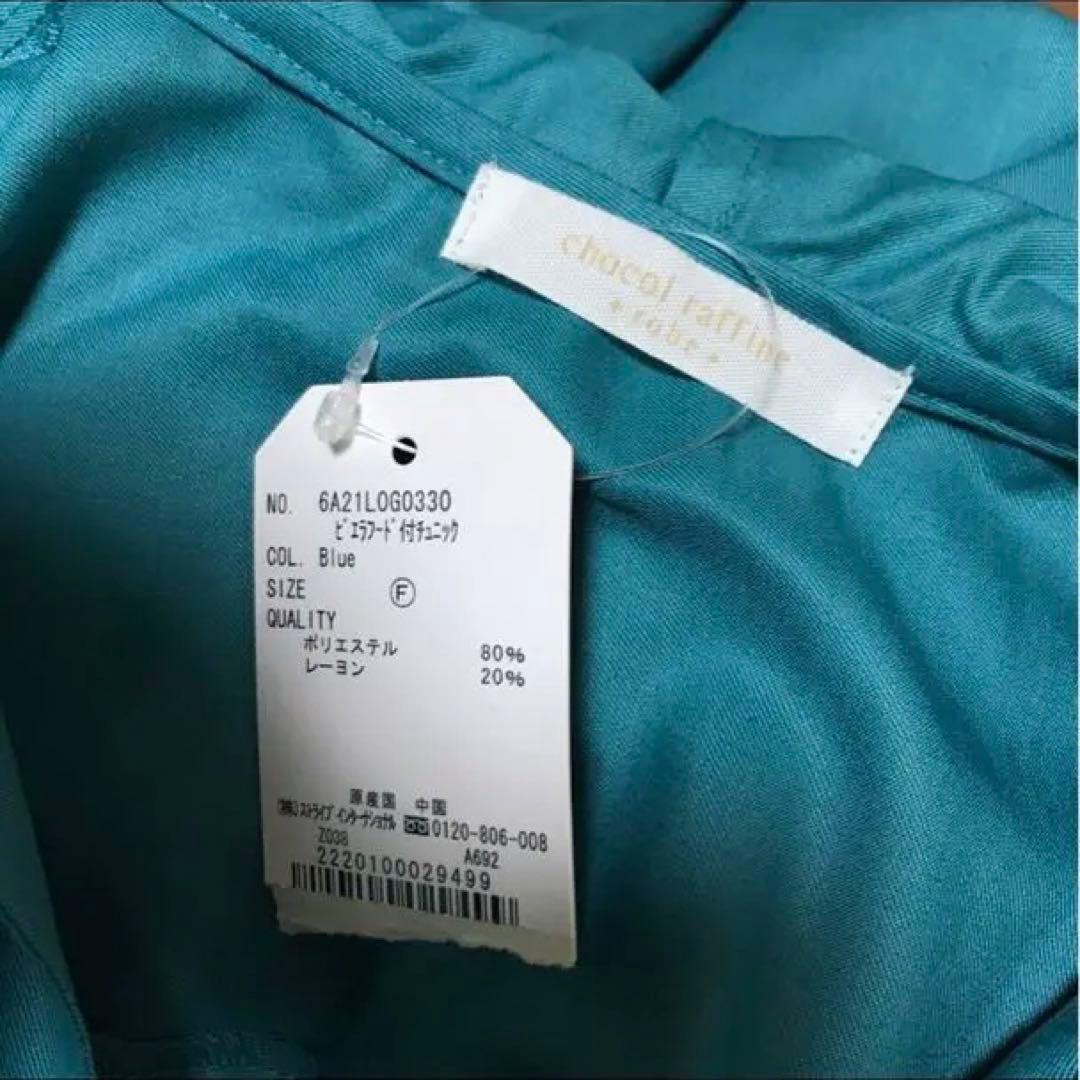 chocol raffine
robe
NO. 6A21L0G0330
ﾋﾞｴﾗﾌｰﾄﾞ付ﾁｭﾆｯｸ
COL. Blue
SIZE Ⓕ
QUALITY
ポリエステル 80%
レーヨン 20%
原産国 中国
(株)ｽﾄﾗｲﾌﾟｲﾝﾀｰﾅｼｮﾅﾙ 0120-806-008
Z038 A692
2220100029499